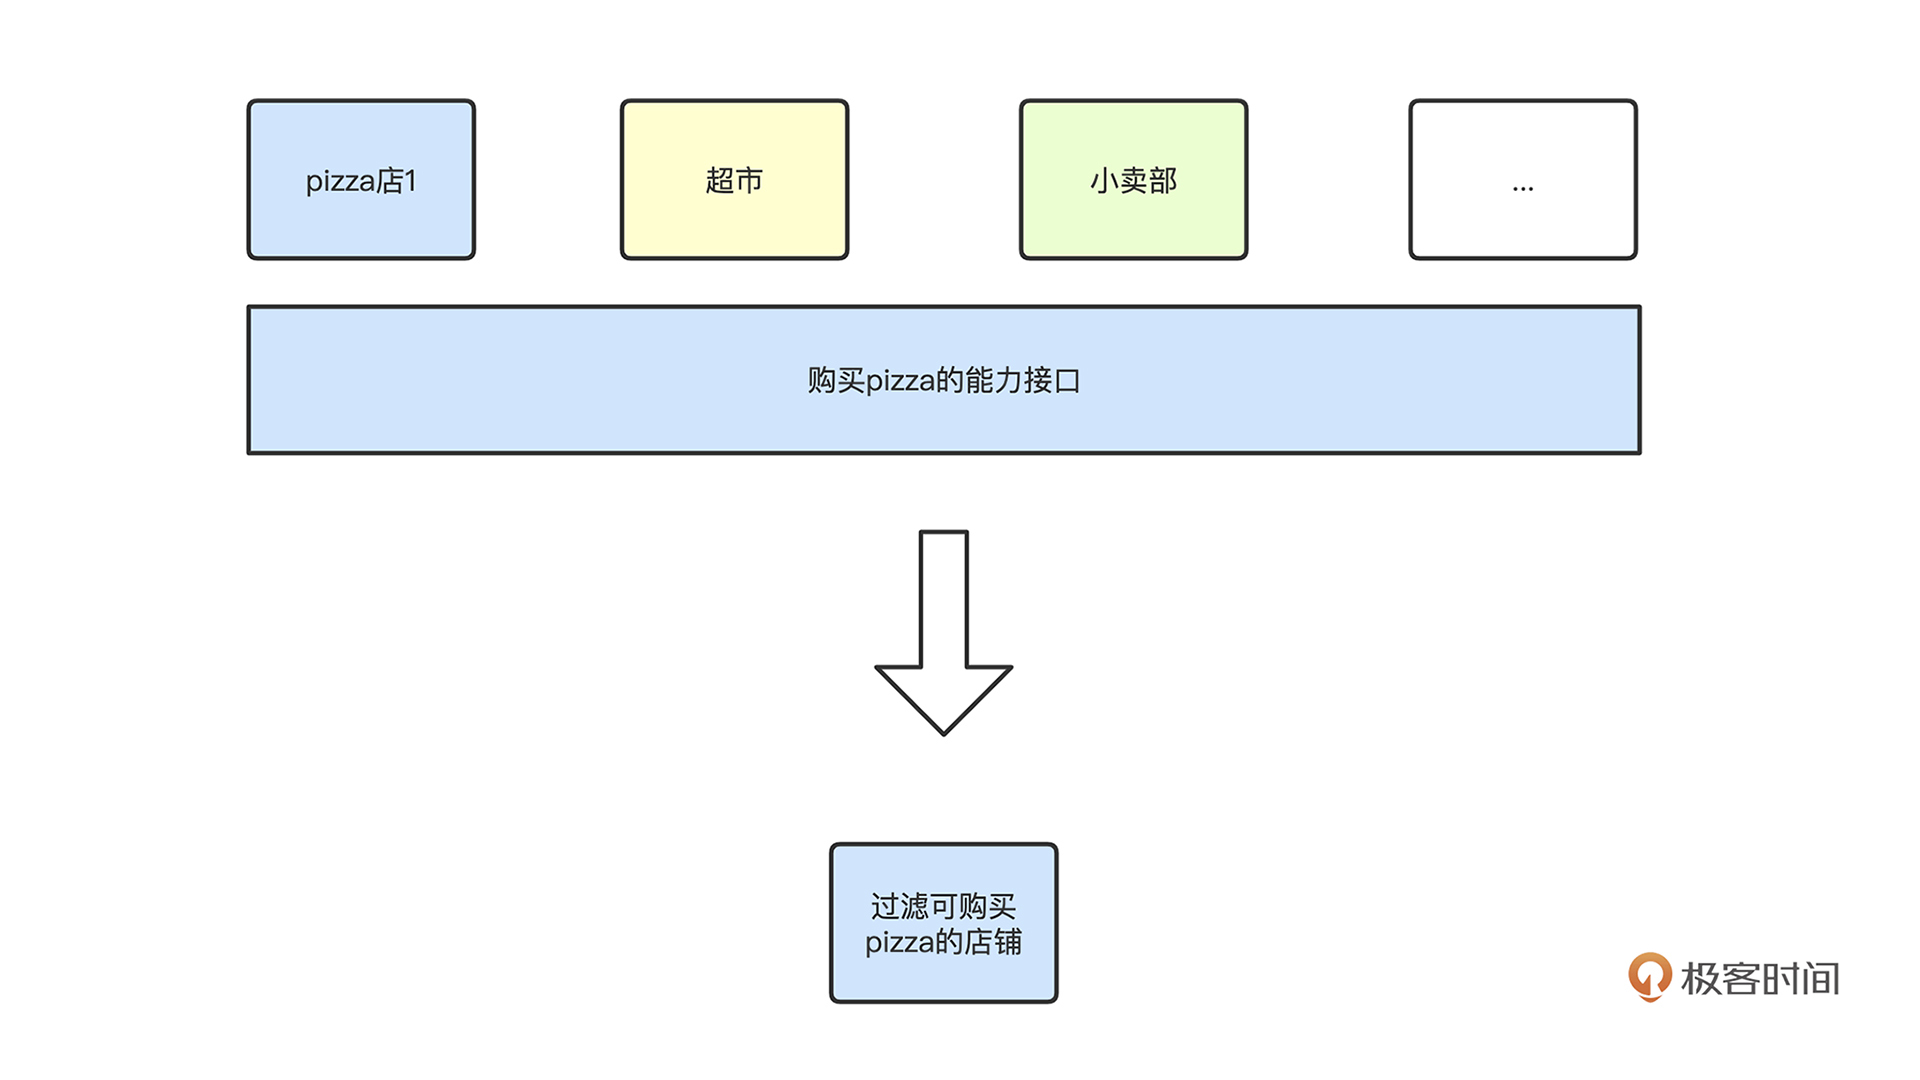 pizza店1
超市
小卖部
...
购买pizza的能力接口
过滤可购买
pizza的店铺
极客时间